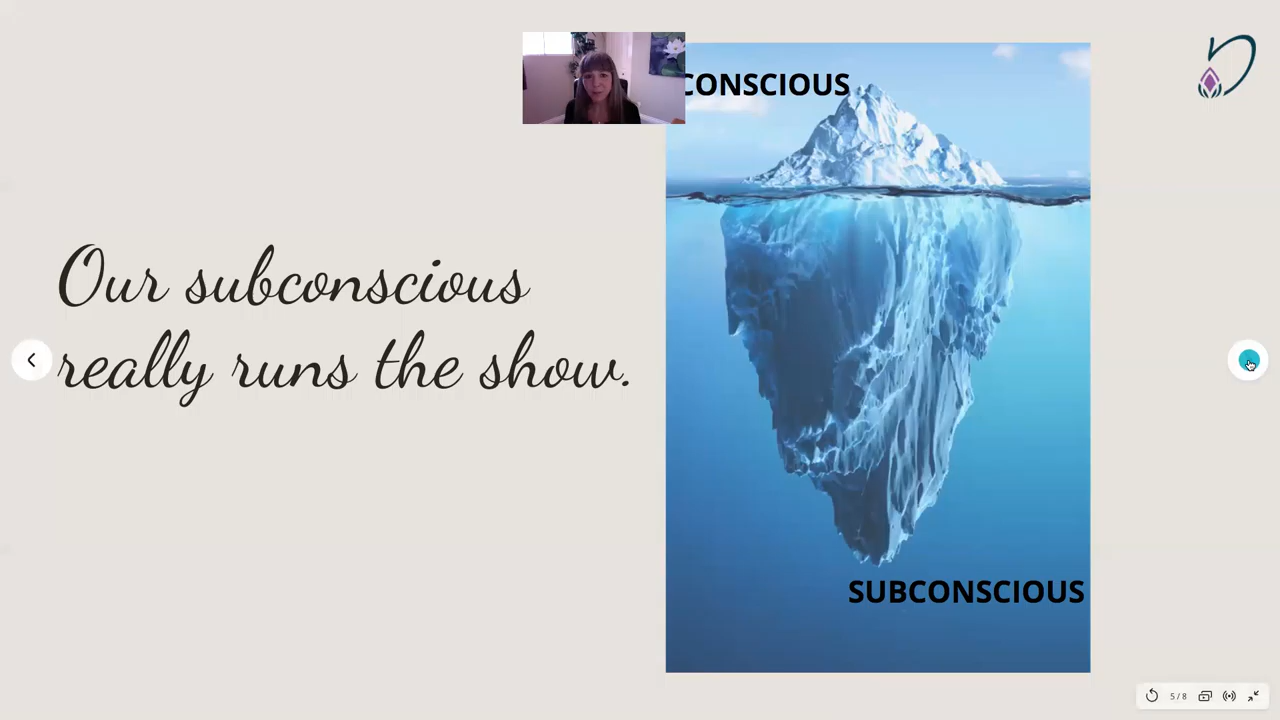 CONSCIOUS
Our subconscious
really runs the show.
SUBCONSCIOUS
5/8